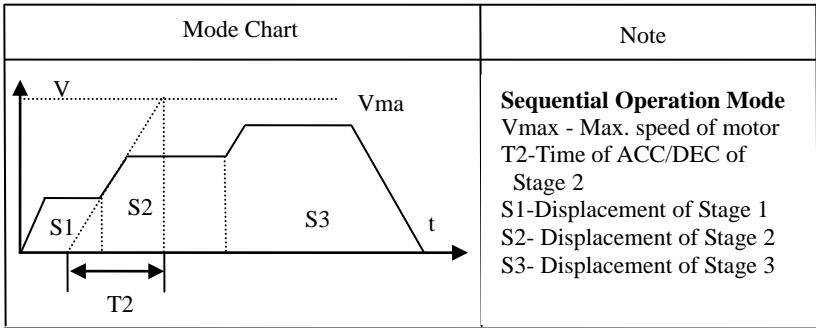 Mode Chart
Note
V
Vma
S1
S2
S3
t
T2
Sequential Operation Mode
Vmax - Max. speed of motor
T2-Time of ACC/DEC of
Stage 2
S1-Displacement of Stage 1
S2- Displacement of Stage 2
S3- Displacement of Stage 3